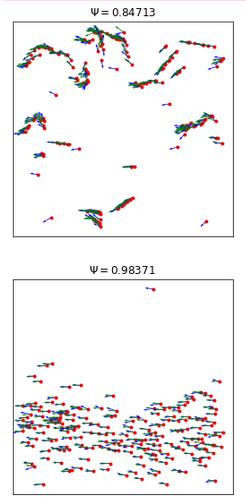 Ψ = 0.84713
Ψ = 0.98371